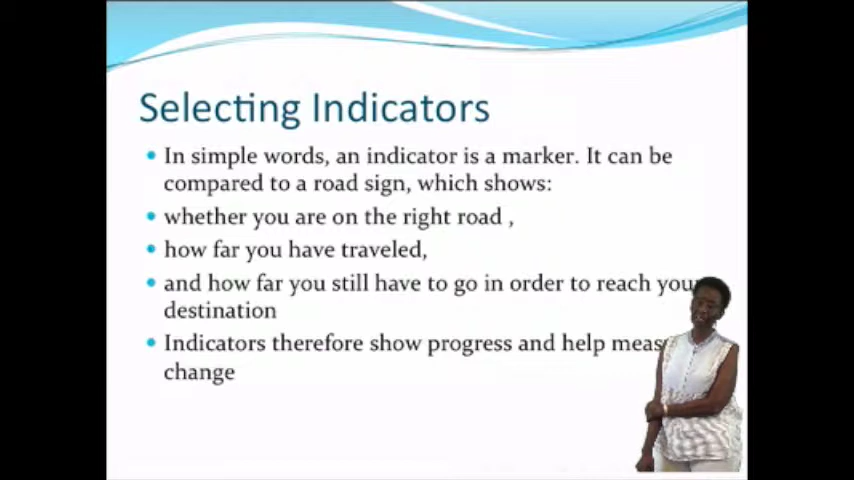 Selecting Indicators
• In simple words, an indicator is a marker. It can be
compared to a road sign, which shows:
• whether you are on the right road ,
• how far you have traveled,
• and how far you still have to go in order to reach your
destination
• Indicators therefore show progress and help
change